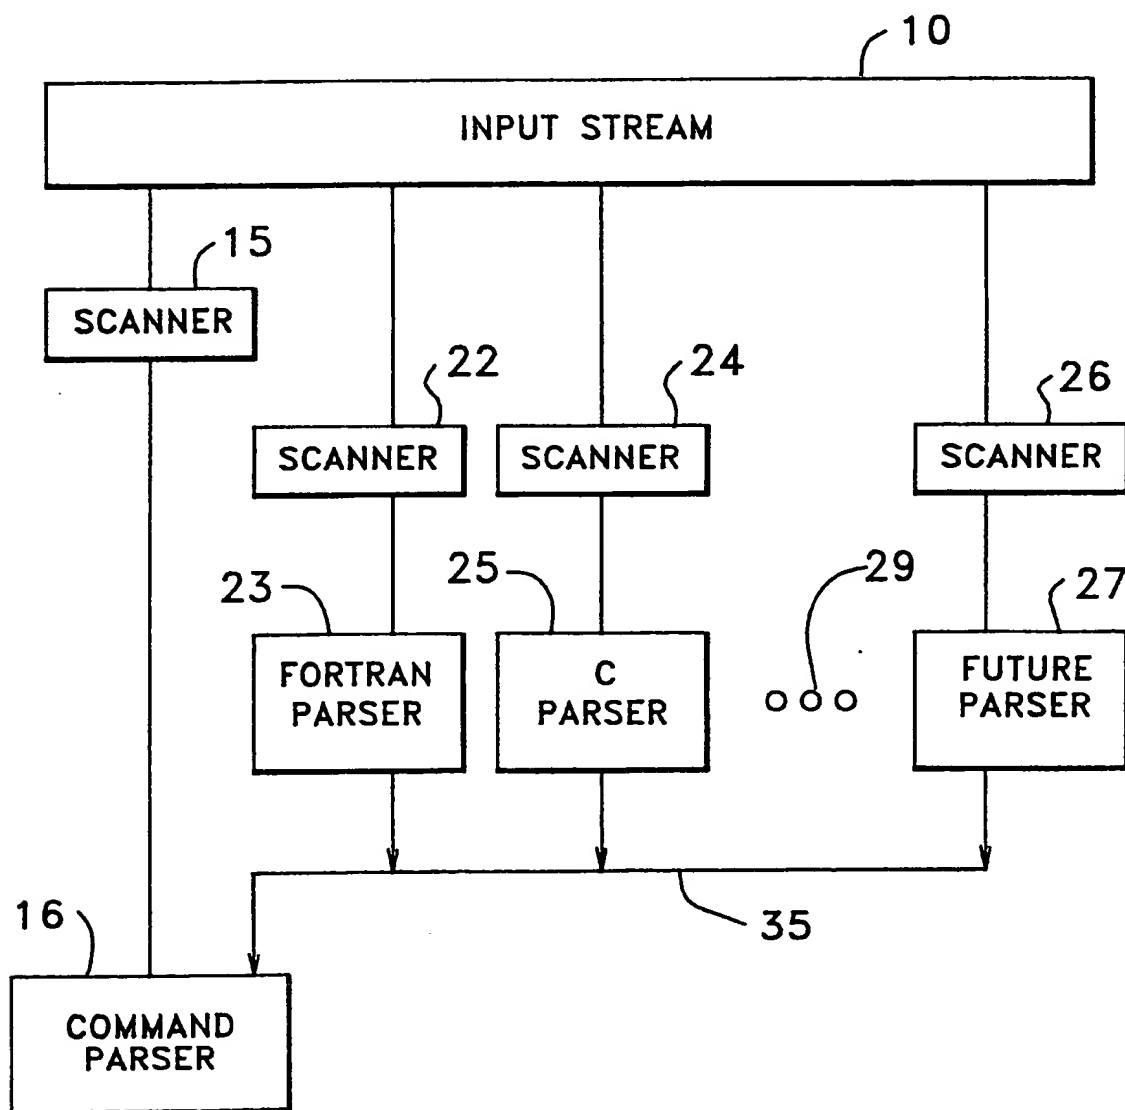 10
INPUT STREAM
15
SCANNER
22
24
26
SCANNER
SCANNER
SCANNER
23
25
29
27
FORTRAN
PARSER
C
PARSER
FUTURE
PARSER
35
16
COMMAND
PARSER